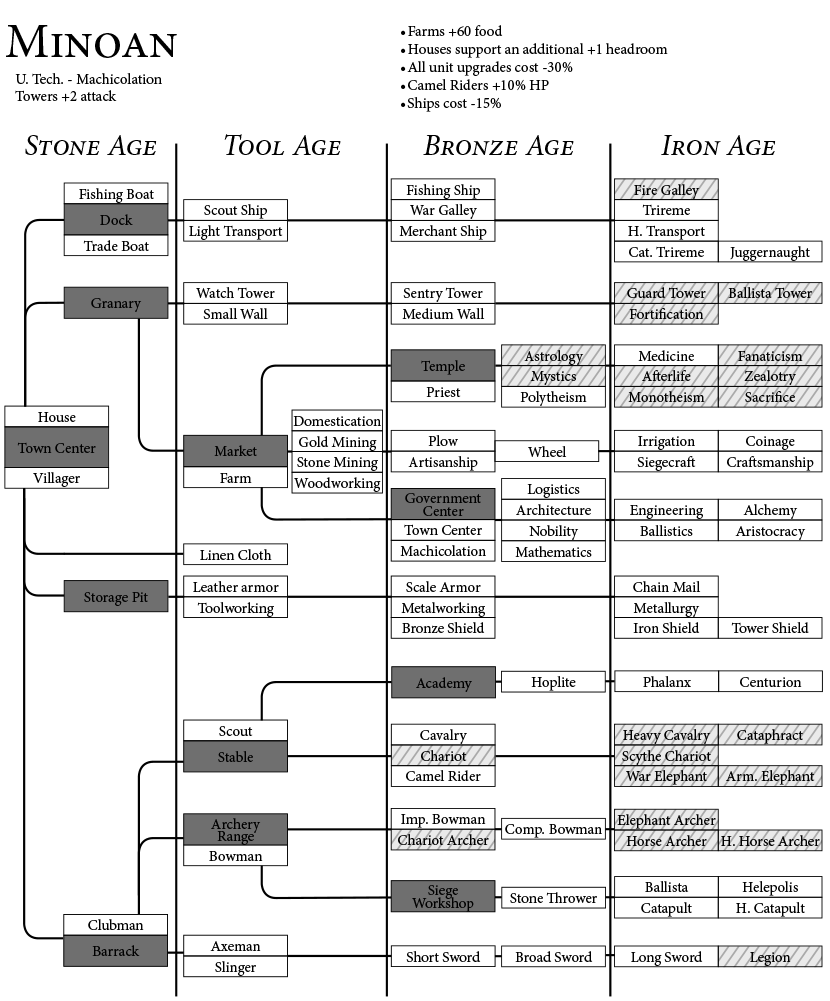 MINOAN
U. Tech. - Machicolation
Towers +2 attack
• Farms +60 food
• Houses support an additional +1 headroom
• All unit upgrades cost -30%
• Camel Riders +10% HP
• Ships cost -15%
STONE AGE
TOOL AGE
BRONZE AGE
IRON AGE
Fishing Boat
Dock
Trade Boat
Scout Ship
Light Transport
Fishing Ship
War Galley
Merchant Ship
Fire Galley
Trireme
H. Transport
Cat. Trireme
Juggernaught
Granary
Watch Tower
Small Wall
Sentry Tower
Medium Wall
Guard Tower
Ballista Tower
Fortification
Temple
Priest
Astrology
Mystics
Polytheism
Medicine
Fanaticism
Afterlife
Zealotry
Monotheism
Sacrifice
House
Town Center
Villager
Market
Farm
Domestication
Gold Mining
Stone Mining
Woodworking
Plow
Artisanship
Wheel
Irrigation
Coinage
Siegecraft
Craftsmanship
Government
Center
Town Center
Machicolation
Logistics
Architecture
Nobility
Mathematics
Engineering
Alchemy
Ballistics
Aristocracy
Linen Cloth
Storage Pit
Leather armor
Toolworking
Scale Armor
Metalworking
Bronze Shield
Chain Mail
Metallurgy
Iron Shield
Tower Shield
Academy
Hoplite
Phalanx
Centurion
Scout
Stable
Cavalry
Chariot
Camel Rider
Heavy Cavalry
Cataphract
Scythe Chariot
War Elephant
Arm. Elephant
Archery
Range
Bowman
Imp. Bowman
Chariot Archer
Comp. Bowman
Elephant Archer
Horse Archer
H. Horse Archer
Siege
Workshop
Stone Thrower
Ballista
Helepolis
Catapult
H. Catapult
Clubman
Barrack
Axeman
Slinger
Short Sword
Broad Sword
Long Sword
Legion